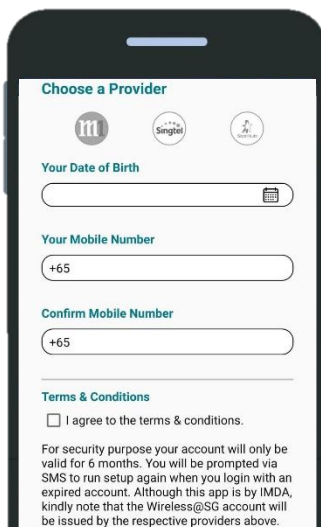 Choose a Provider
m1
Singtel
StarHub
Your Date of Birth
Your Mobile Number
+65
Confirm Mobile Number
+65
Terms & Conditions
I agree to the terms & conditions.
For security purpose your account will only be
valid for 6 months. You will be prompted via
SMS to run setup again when you login with an
expired account. Although this app is by IMDA,
kindly note that the Wireless@SG account will
be issued by the respective providers above.